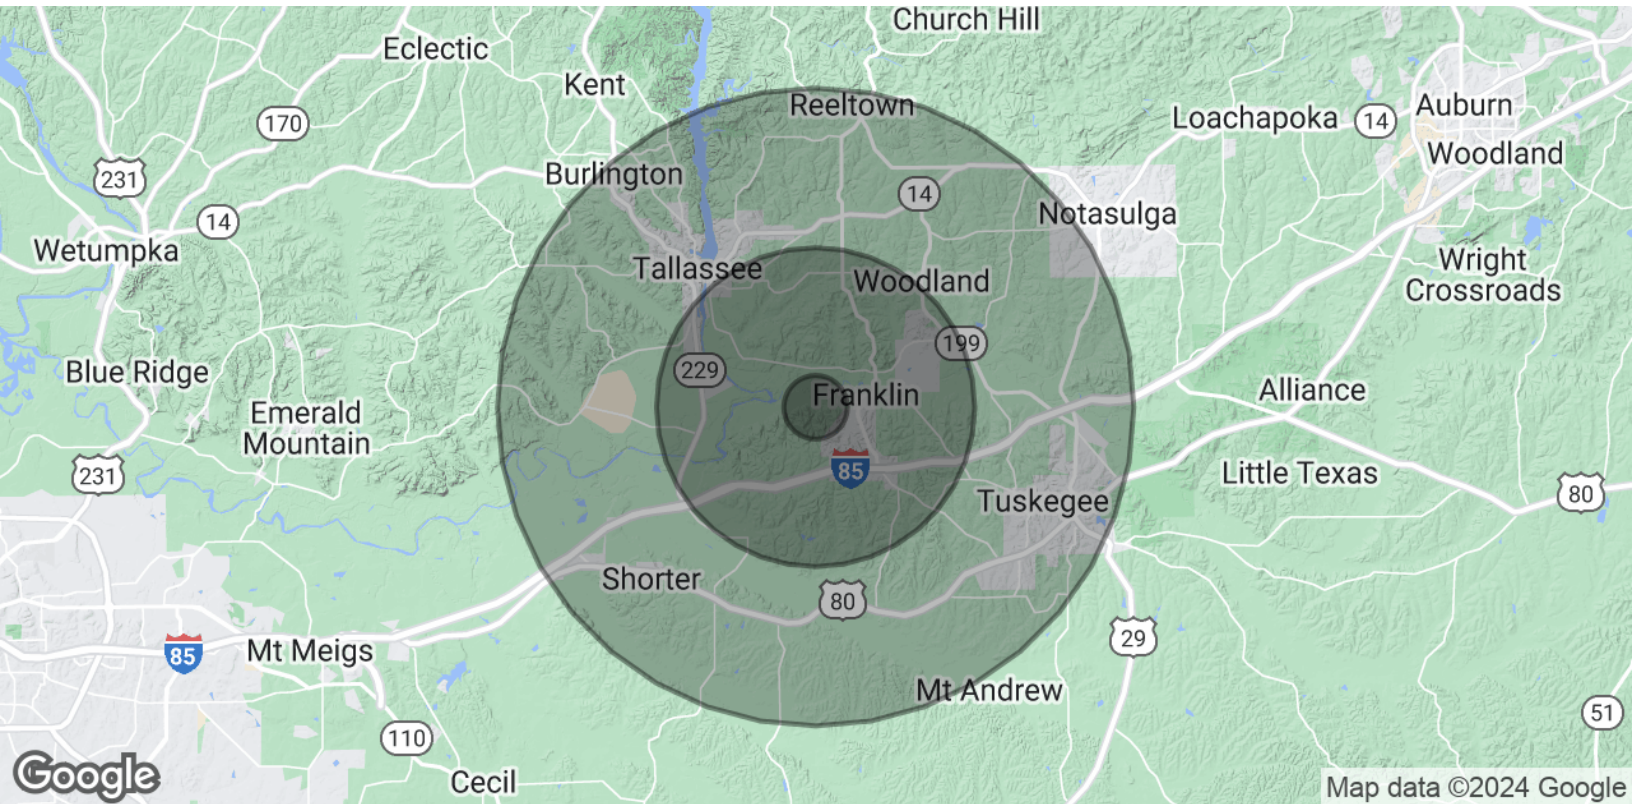 Church Hill
Eclectic
Kent
Reeltown
170
Loachapoka
14
Auburn
Woodland
231
Burlington
14
Notasulga
14
Wetumpka
Tallassee
Woodland
Wright
Crossroads
199
229
Blue Ridge
Franklin
Alliance
Emerald
Mountain
85
231
Little Texas
80
Tuskegee
Shorter
80
29
85
Mt Meigs
Mt Andrew
51
110
Cecil
Google
Map data ©2024 Google